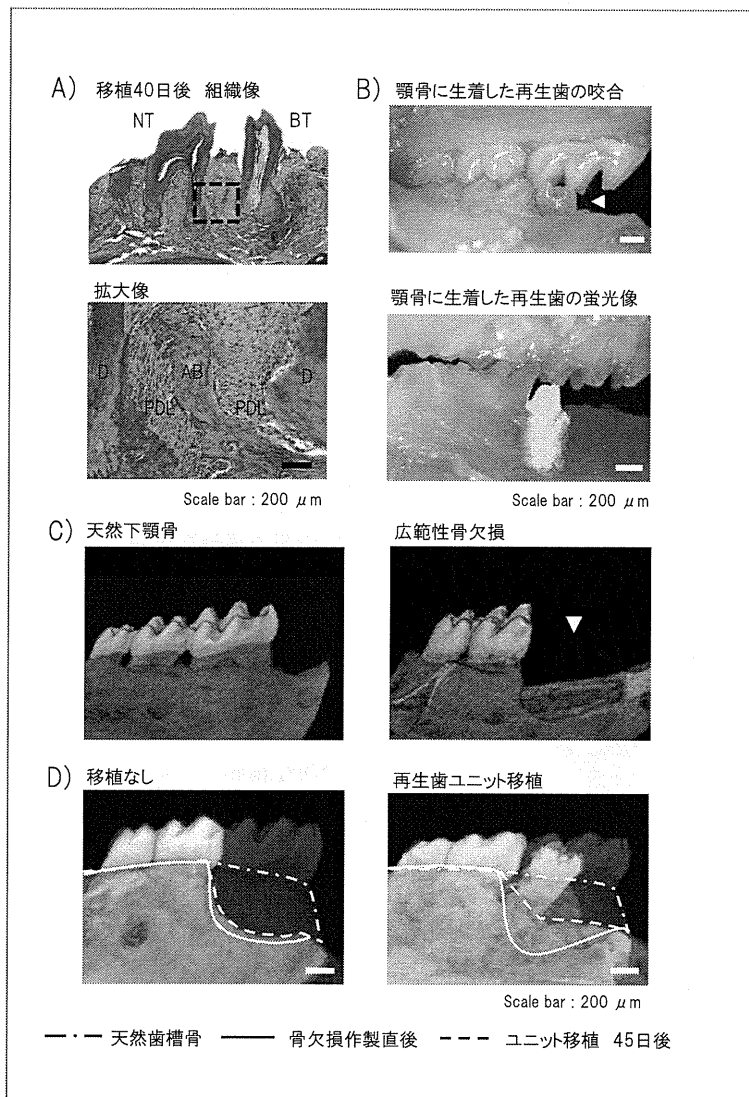 A) 移植40日後 組織像
NT
BT
拡大像
D
AB
D
PDL
PDL
Scale bar : 200 μm
B) 顎骨に生着した再生歯の咬合
顎骨に生着した再生歯の蛍光像
Scale bar : 200 μm
C) 天然下顎骨
広範性骨欠損
D) 移植なし
再生歯ユニット移植
Scale bar : 200 μm
天然歯槽骨
骨欠損作製直後
ユニット移植 45日後